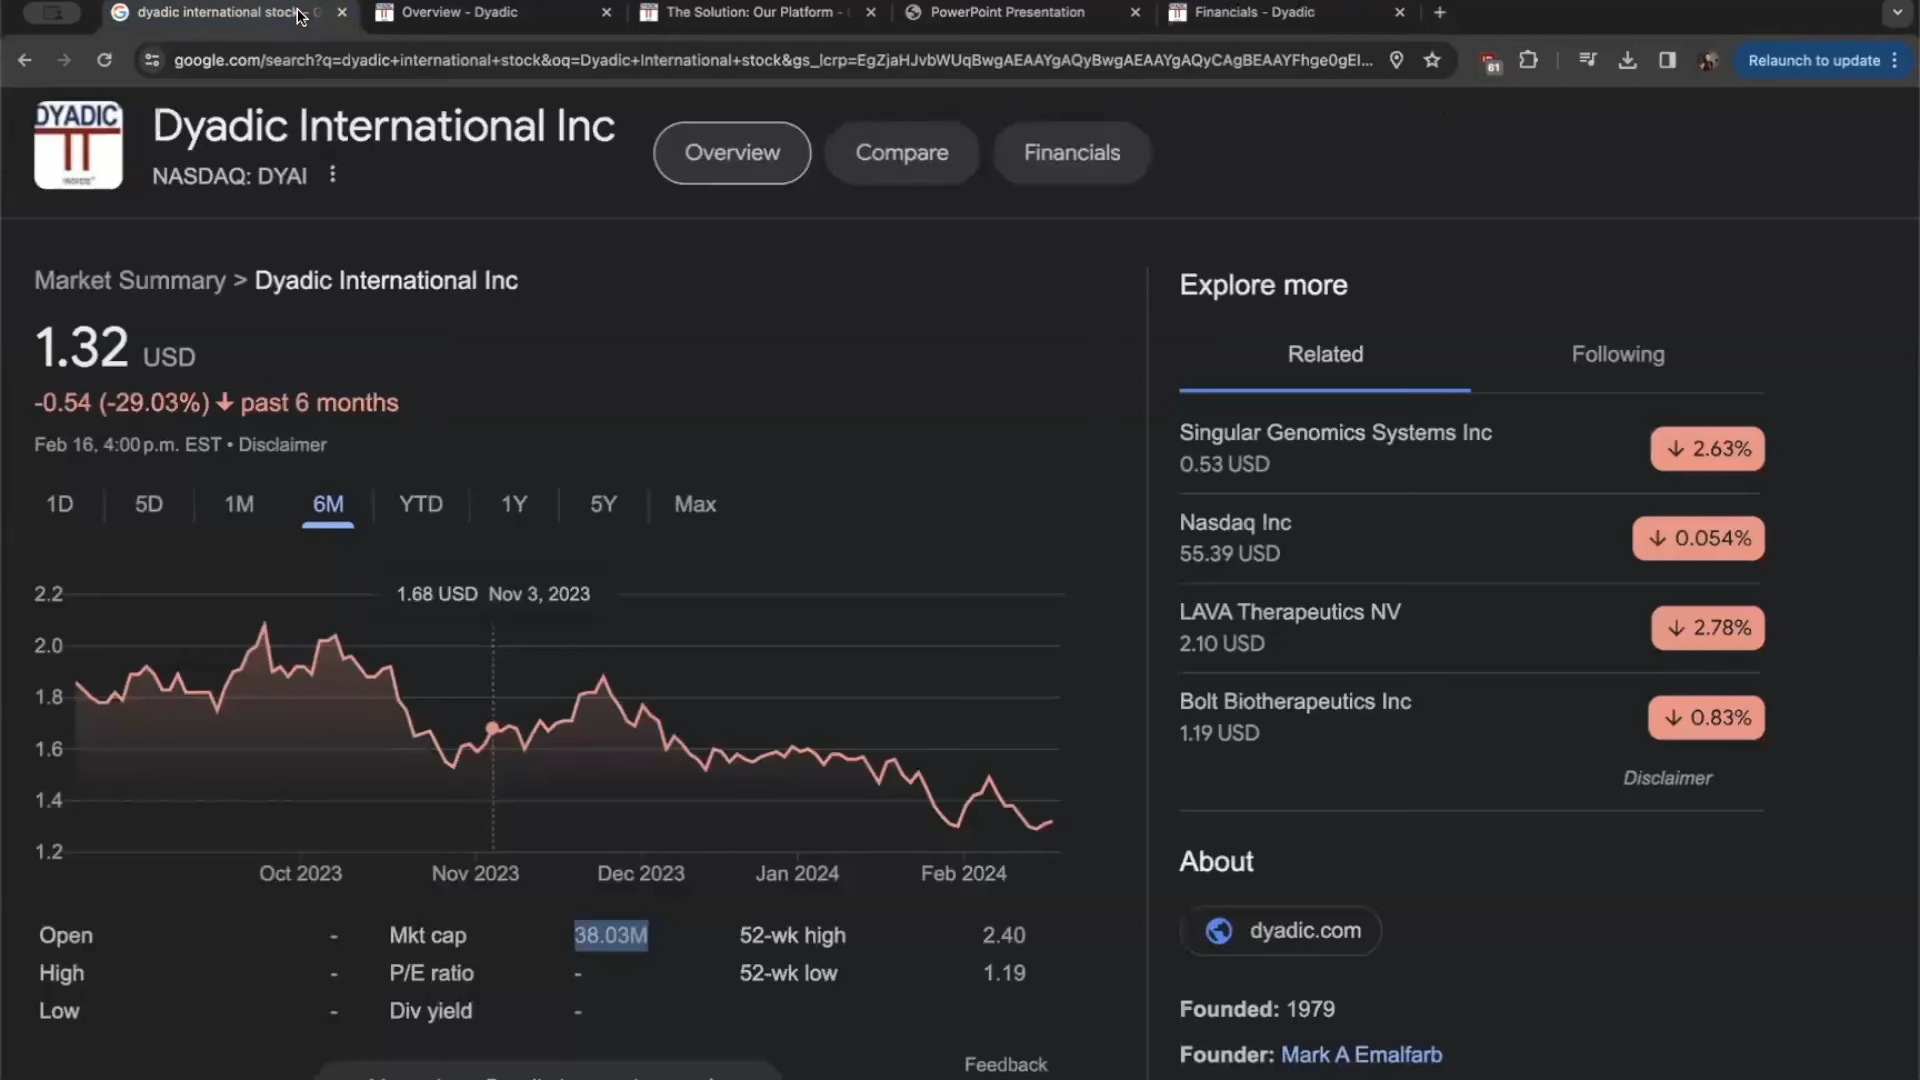 dyadic international stock
Overview - Dyadic
The Solution: Our Platform -
PowerPoint Presentation
Financials - Dyadic
google.com/search?q=dyadic+international+stock&oq=Dyadic+International+stock&gs_lcrp=EgZjaHJvbWUqBwgAEAAYgAQyBwgAEAAYgAQyCAgBEAAYFhge0gEI...
61
Relaunch to update
DYADIC
INSIDE
Dyadic International Inc
NASDAQ: DYAI
Overview
Compare
Financials
Market Summary > Dyadic International Inc
1.32 USD
-0.54 (-29.03%) ↓ past 6 months
Feb 16, 4:00 p.m. EST • Disclaimer
1D 5D 1M 6M YTD 1Y 5Y Max
1.68 USD Nov 3, 2023
2.2
2.0
1.8
1.6
1.4
1.2
Oct 2023 Nov 2023 Dec 2023 Jan 2024 Feb 2024
Open - Mkt cap 38.03M 52-wk high 2.40
High - P/E ratio - 52-wk low 1.19
Low - Div yield -
Feedback
Explore more
Related Following
Singular Genomics Systems Inc
0.53 USD
↓ 2.63%
Nasdaq Inc
55.39 USD
↓ 0.054%
LAVA Therapeutics NV
2.10 USD
↓ 2.78%
Bolt Biotherapeutics Inc
1.19 USD
↓ 0.83%
Disclaimer
About
dyadic.com
Founded: 1979
Founder: Mark A Emalfarb